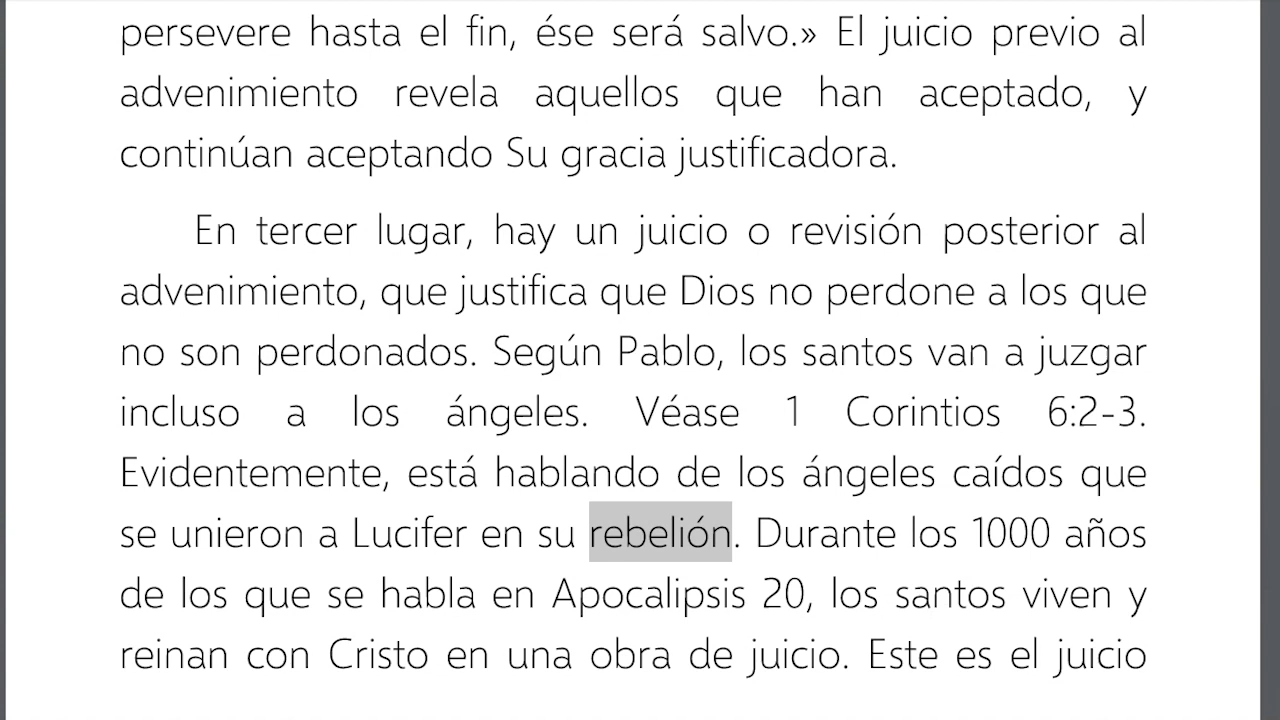 persevere hasta el fin, ése será salvo.» El juicio previo al
advenimiento revela aquellos que han aceptado, y
continúan aceptando Su gracia justificadora.
En tercer lugar, hay un juicio o revisión posterior al
advenimiento, que justifica que Dios no perdone a los que
no son perdonados. Según Pablo, los santos van a juzgar
incluso a los ángeles. Véase 1 Corintios 6:2-3.
Evidentemente, está hablando de los ángeles caídos que
se unieron a Lucifer en su rebelión. Durante los 1000 años
de los que se habla en Apocalipsis 20, los santos viven y
reinan con Cristo en una obra de juicio. Este es el juicio